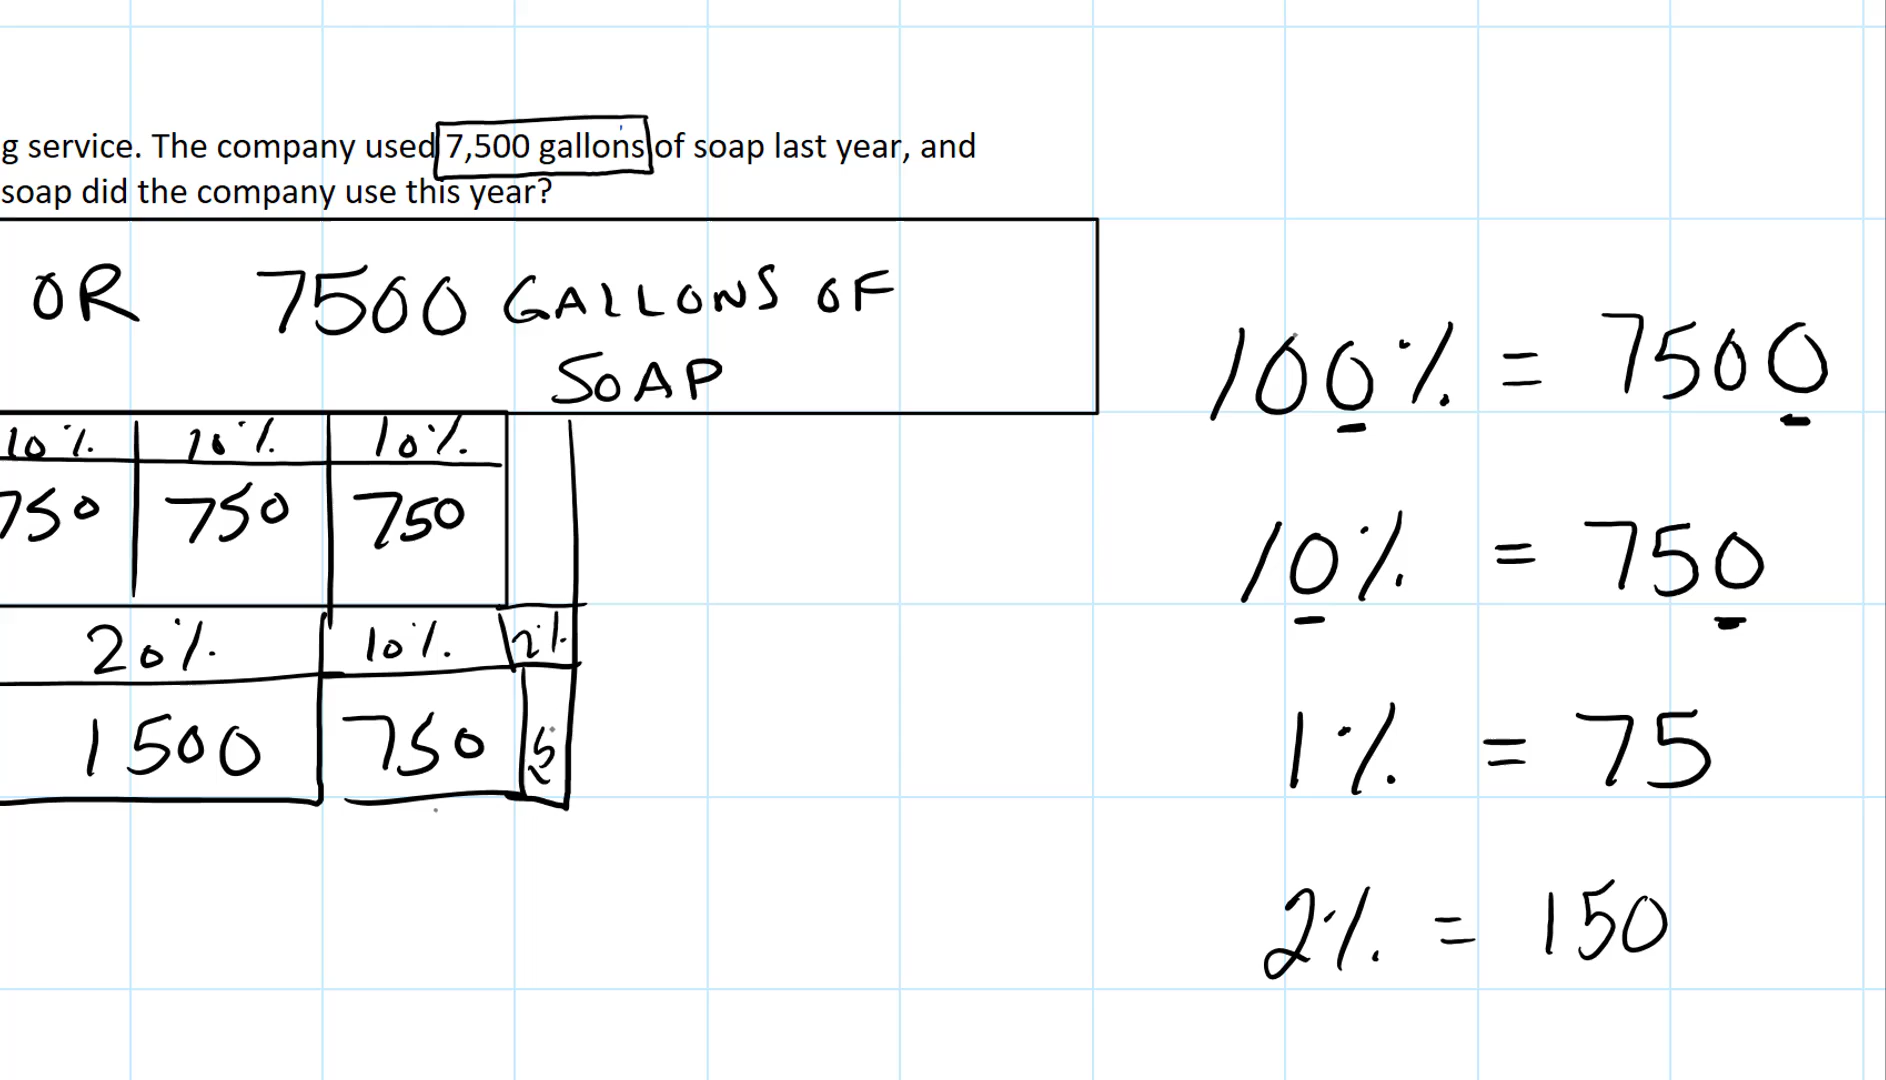 g service. The company used 7,500 gallons of soap last year, and
soap did the company use this year?
OR 7500 GALLONS OF
SOAP
100% = 7500
10% 10% 10%
750 750 750
10% = 750
20% 10% 2%
1500 750
1% = 75
2% = 150